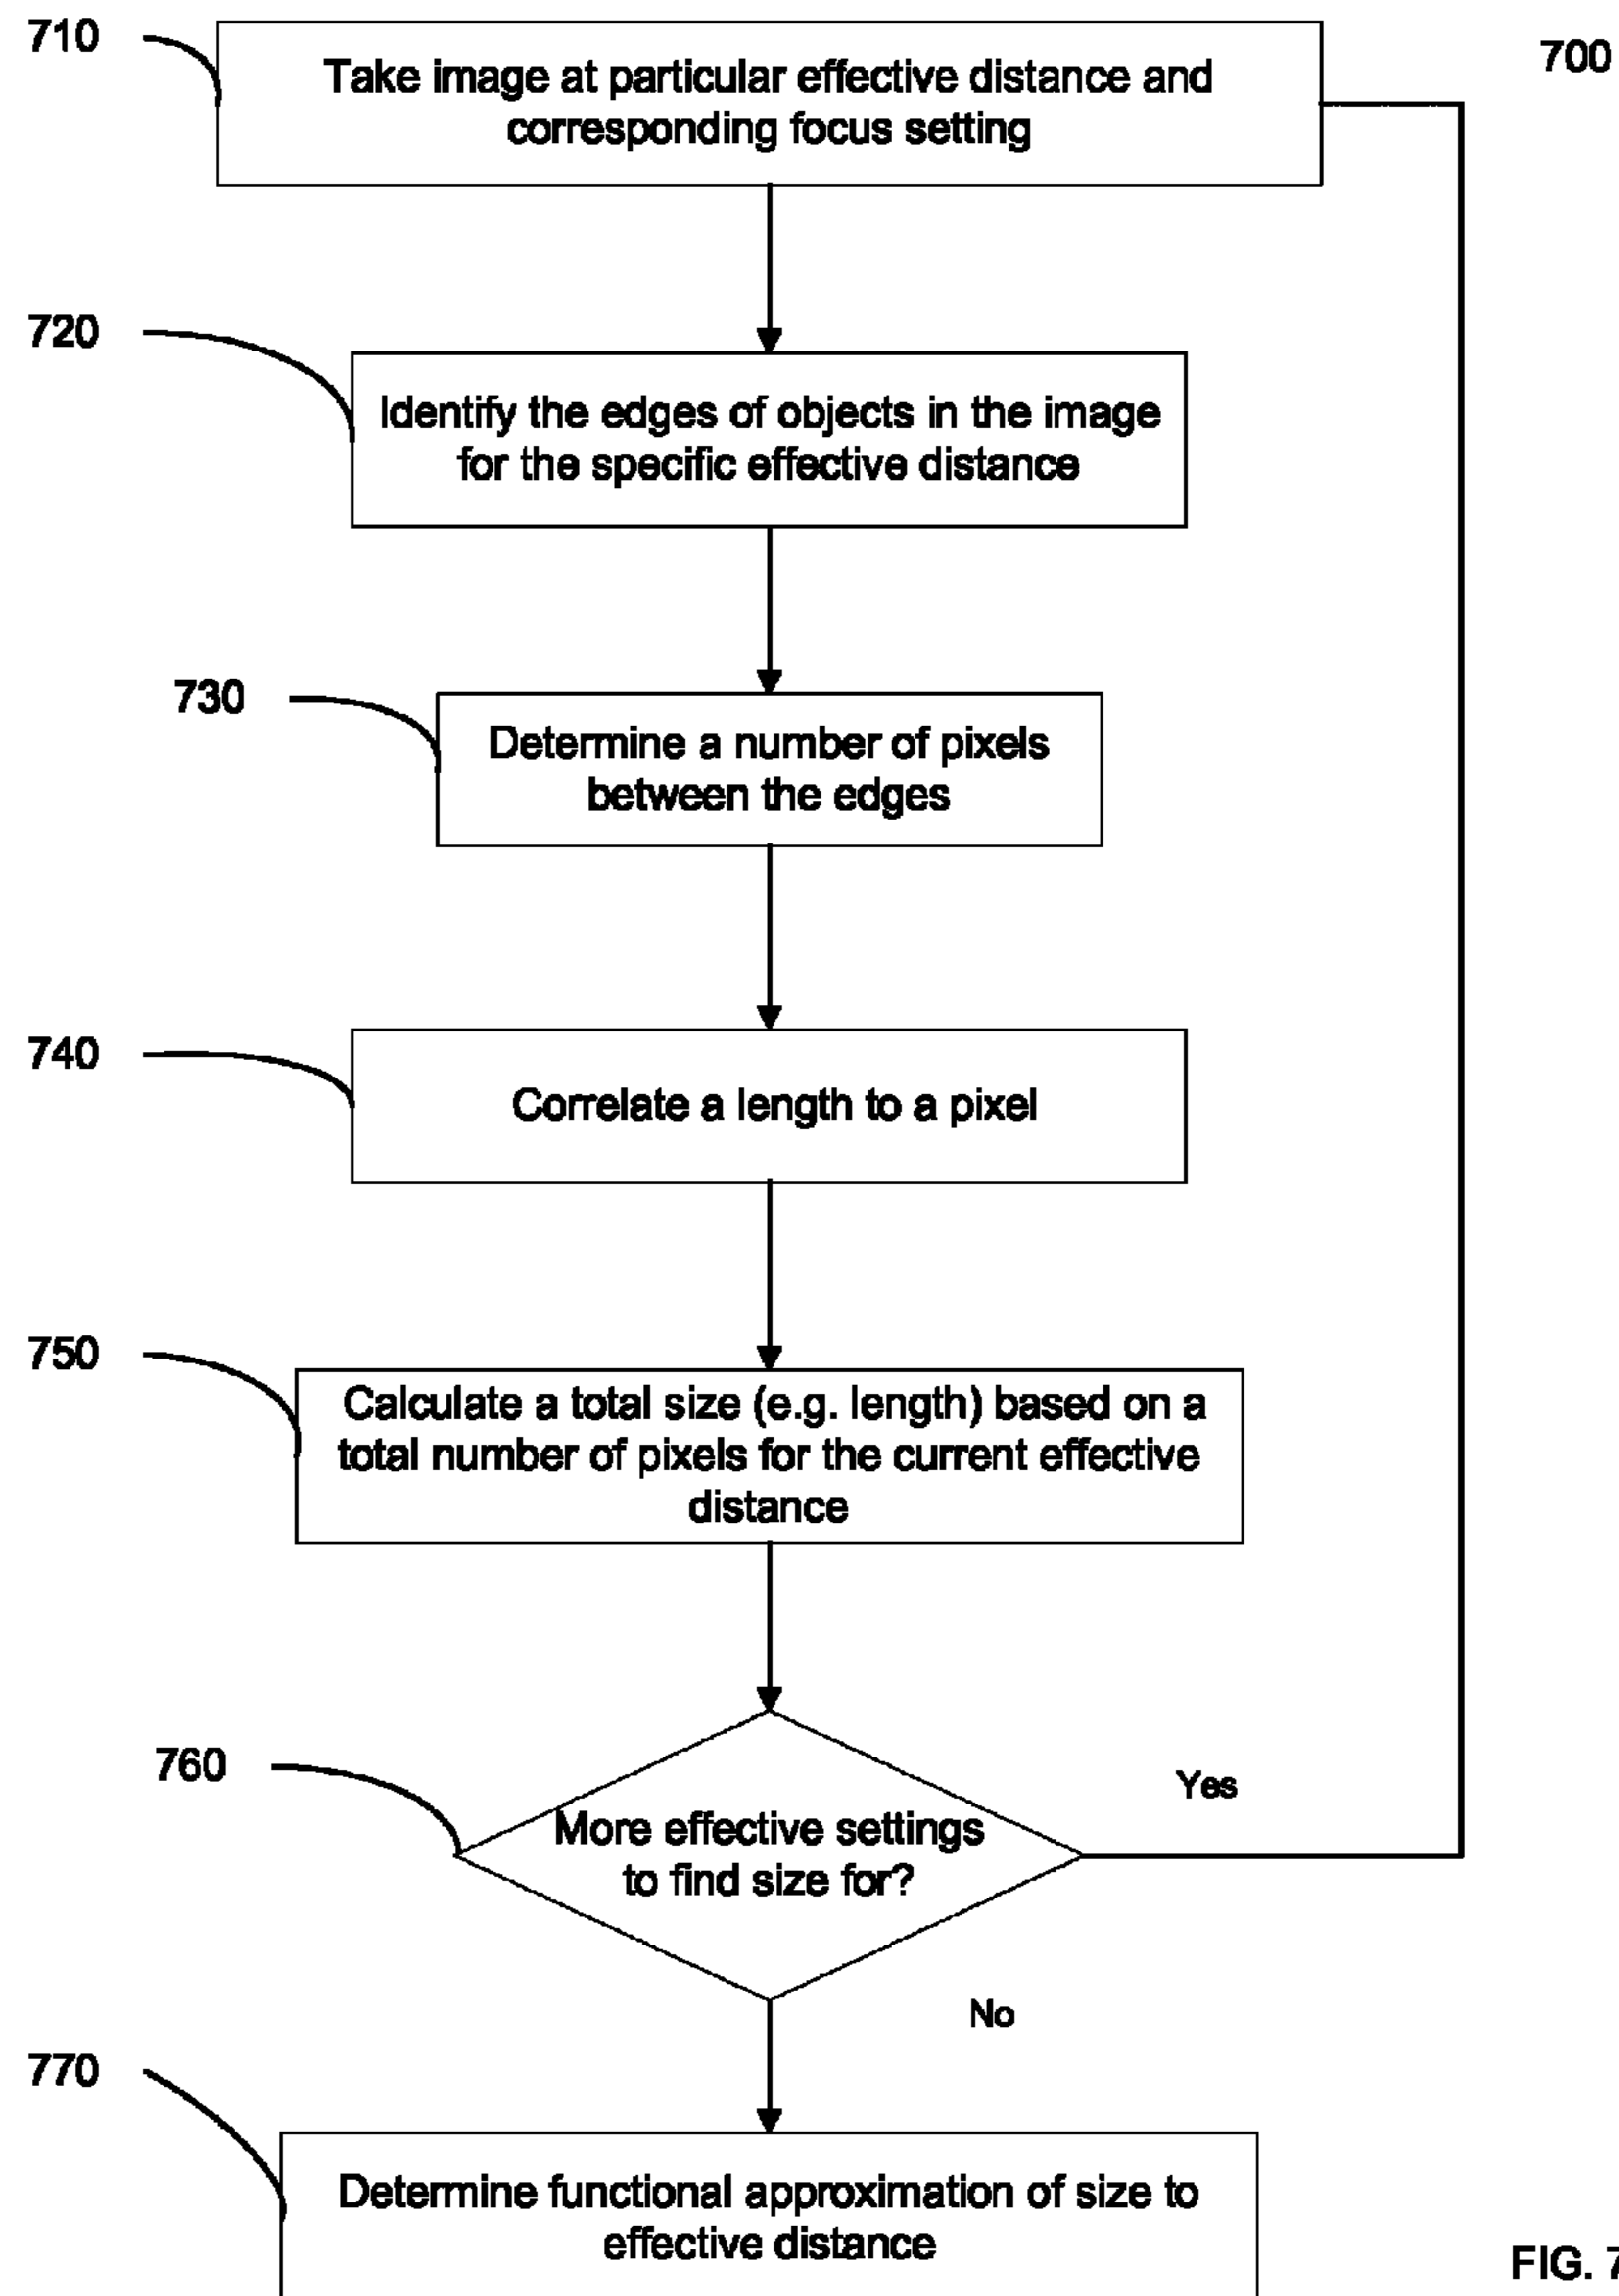 710
700
Take image at particular effective distance and
corresponding focus setting
720
Identify the edges of objects in the image
for the specific effective distance
730
Determine a number of pixels
between the edges
740
Correlate a length to a pixel
750
Calculate a total size (e.g. length) based on a
total number of pixels for the current effective
distance
760
More effective settings
to find size for?
Yes
No
770
Determine functional approximation of size to
effective distance
FIG. 7